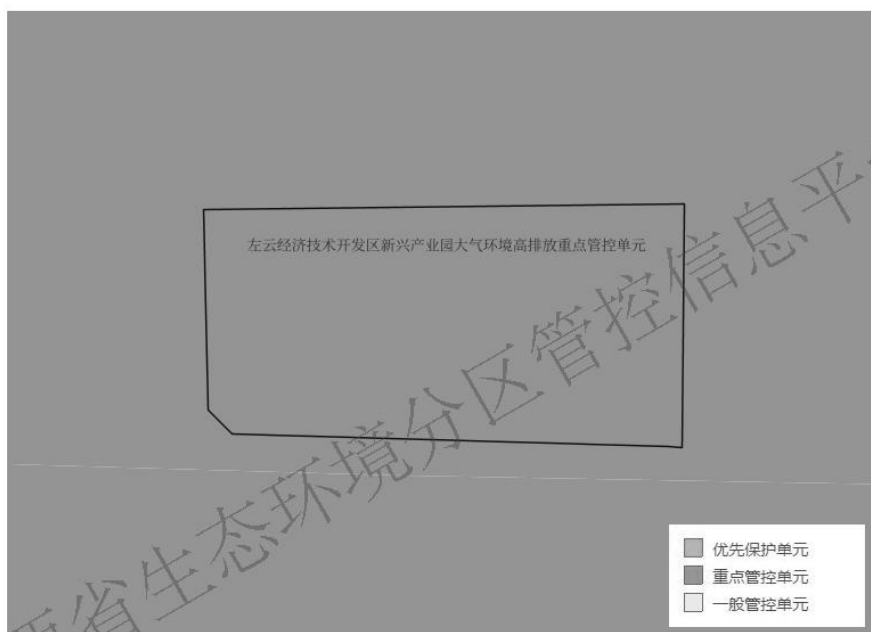 左云经济技术开发区新兴产业园大气环境高排放重点管控单元
省生态环境分区管控信息平
优先保护单元
重点管控单元
一般管控单元